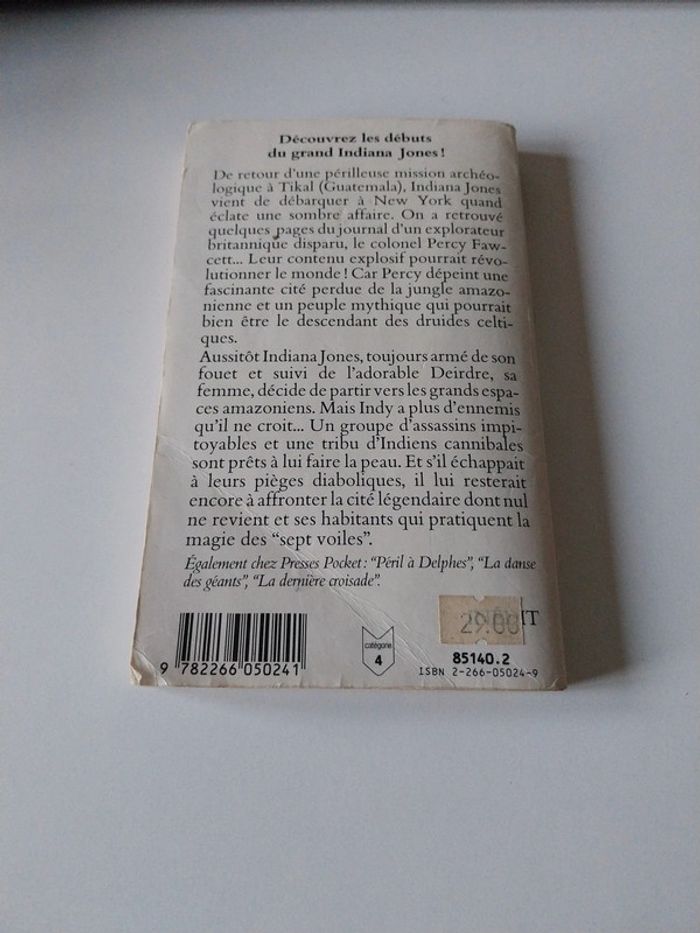 Découvrez les débuts
du grand Indiana Jones !
De retour d'une périlleuse mission archéo-
logique à Tikal (Guatemala), Indiana Jones
vient de débarquer à New York quand
éclate une sombre affaire. On a retrouvé
quelques pages du journal d'un explorateur
britannique disparu, le colonel Percy Faw-
cett... Leur contenu explosif pourrait révo-
lutionner le monde ! Car Percy dépeint une
fascinante cité perdue de la jungle amazo-
nienne et un peuple mythique qui pourrait
bien être le descendant des druides celti-
ques.
Aussitôt Indiana Jones, toujours armé de son
fouet et suivi de l'adorable Deirdre, sa
femme, décide de partir vers les grands espa-
ces amazoniens. Mais Indy a plus d'ennemis
qu'il ne croit... Un groupe d'assassins impi-
toyables et une tribu d'Indiens cannibales
sont prêts à lui faire la peau. Et s'il échappait
à leurs pièges diaboliques, il lui resterait
encore à affronter la cité légendaire dont nul
ne revient et ses habitants qui pratiquent la
magie des "sept voiles".
Également chez Presses Pocket : "Péril à Delphes", "La danse
des géants", "La dernière croisade".
29.00
catégorie
4
85140.2
ISBN 2-266-05024-9
9 782266 050241